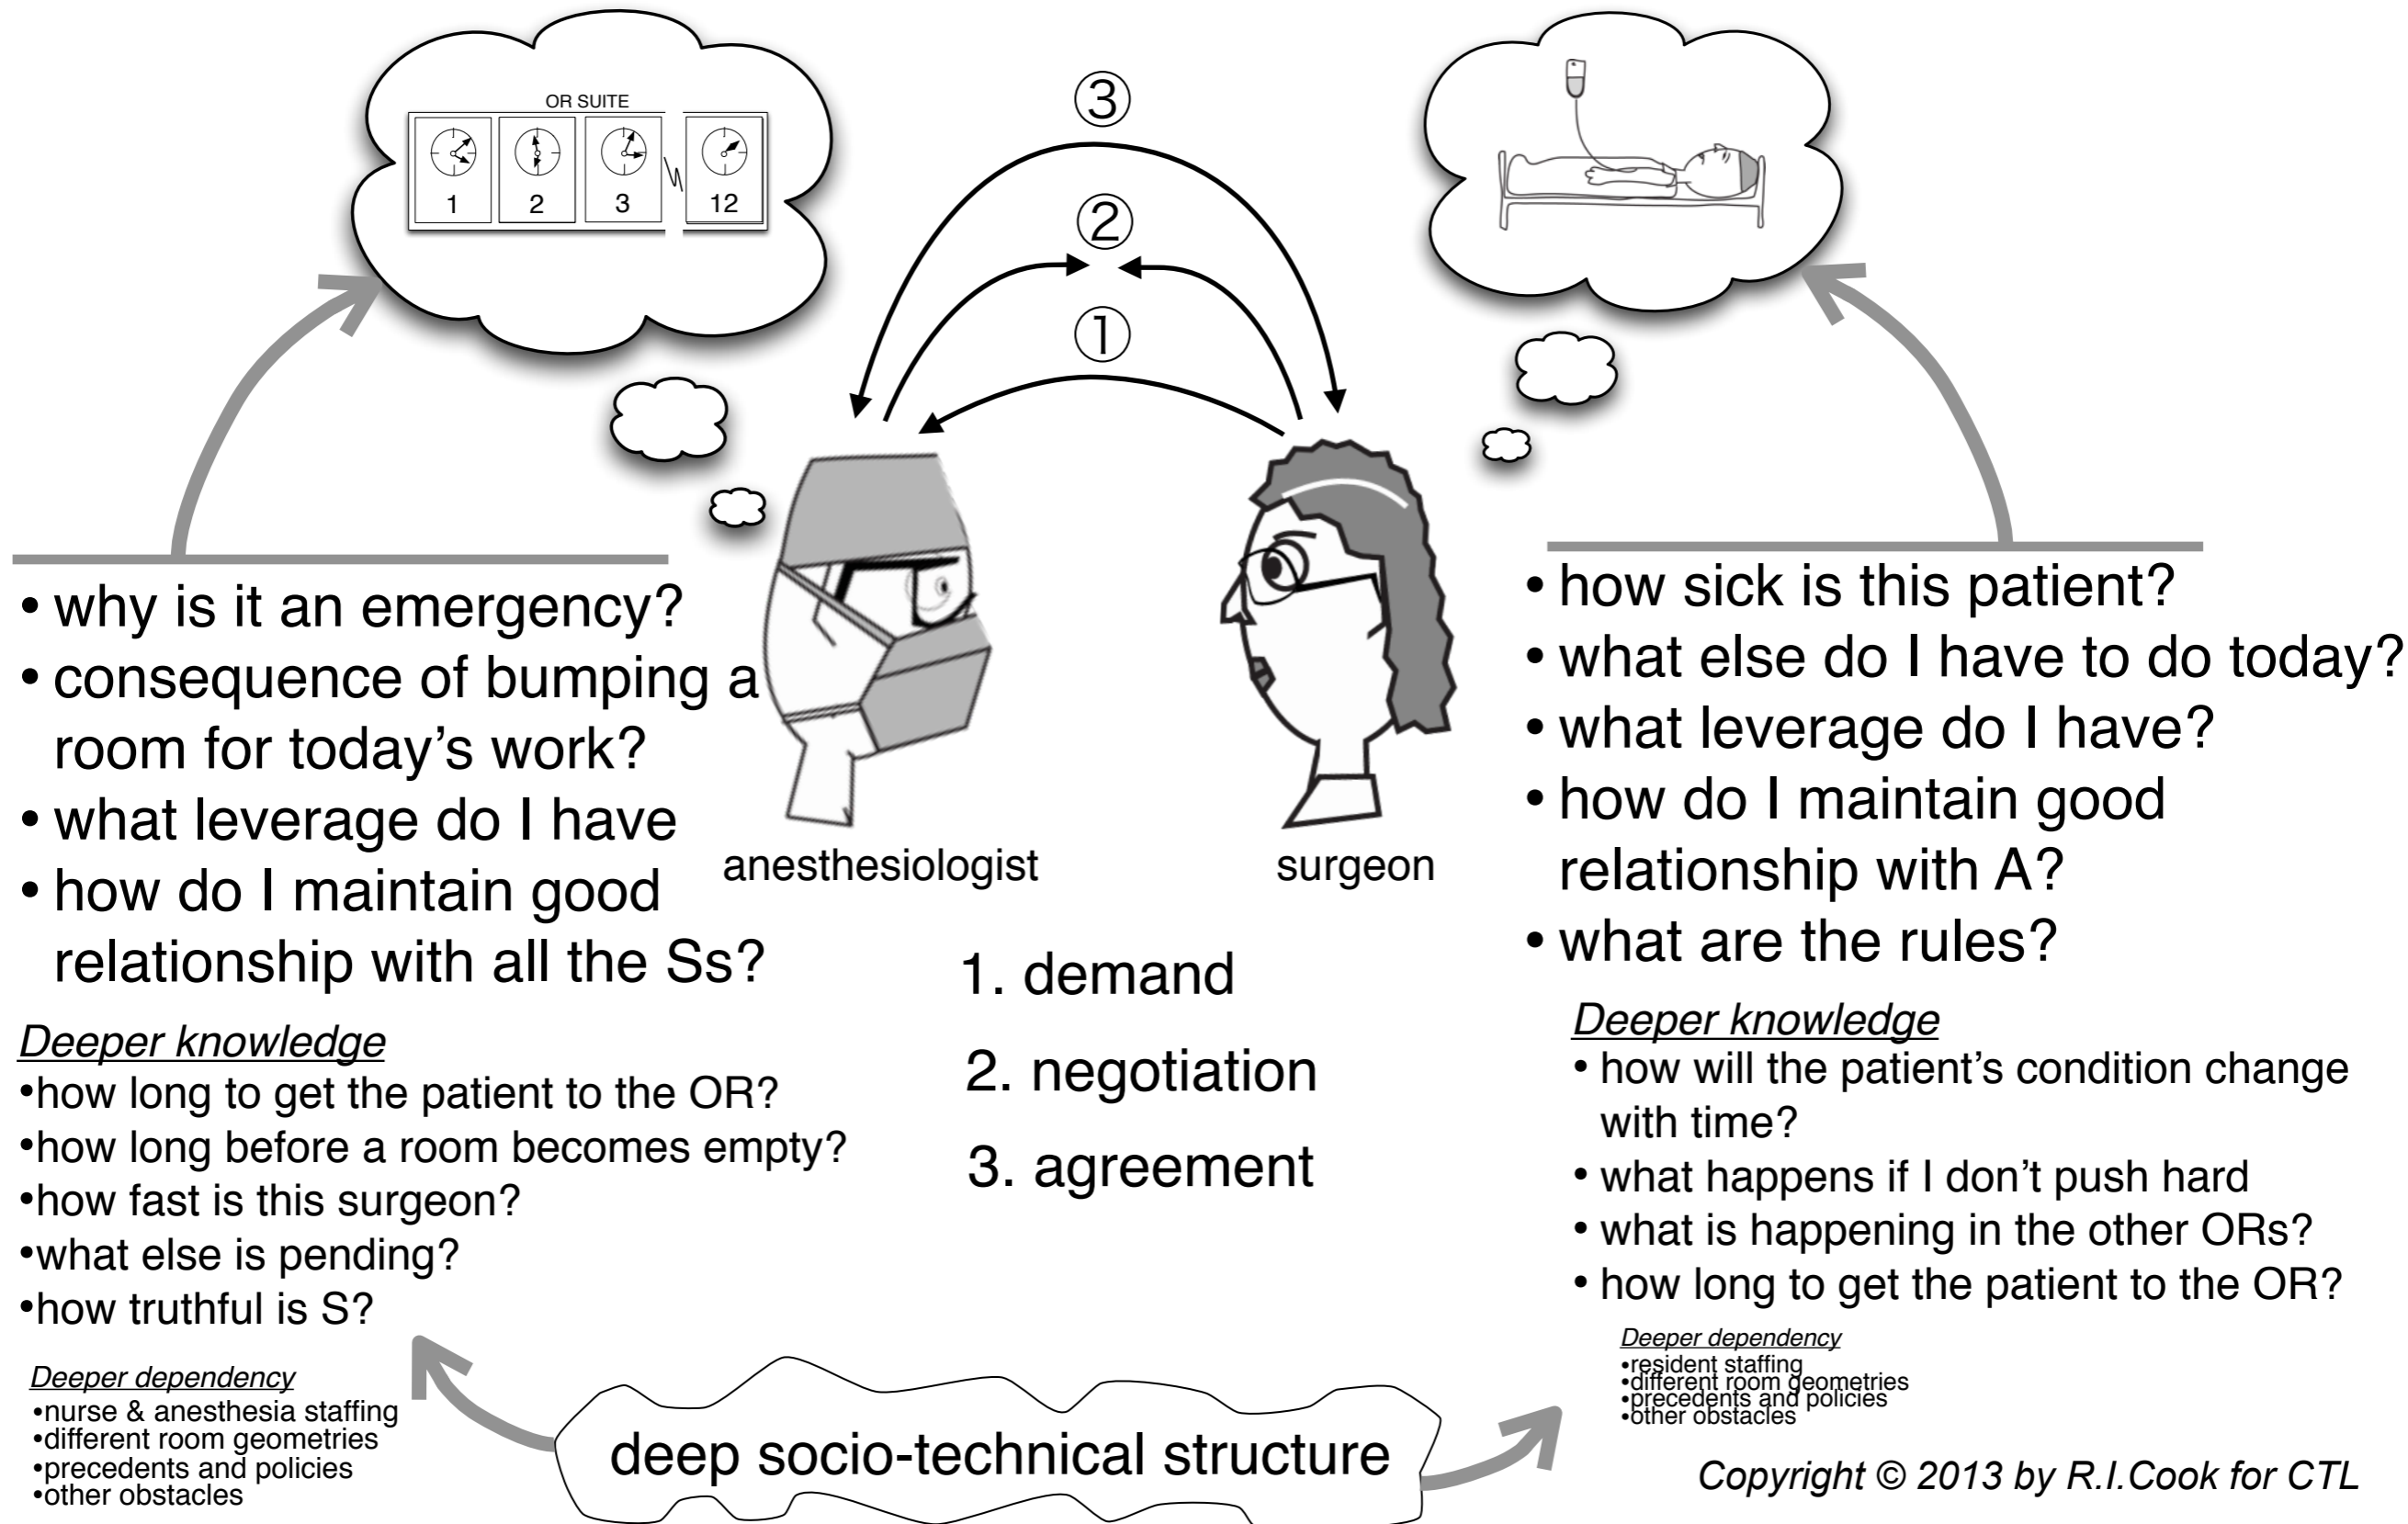 OR SUITE
1 2 3 12
③
②
①
• why is it an emergency?
• consequence of bumping a
room for today's work?
• what leverage do I have
• how do I maintain good
relationship with all the Ss?
Deeper knowledge
•how long to get the patient to the OR?
•how long before a room becomes empty?
•how fast is this surgeon?
•what else is pending?
•how truthful is S?
Deeper dependency
•nurse & anesthesia staffing
•different room geometries
•precedents and policies
•other obstacles
anesthesiologist
surgeon
1. demand
2. negotiation
3. agreement
deep socio-technical structure
• how sick is this patient?
• what else do I have to do today?
• what leverage do I have?
• how do I maintain good
relationship with A?
• what are the rules?
Deeper knowledge
• how will the patient's condition change
with time?
• what happens if I don't push hard
• what is happening in the other ORs?
• how long to get the patient to the OR?
Deeper dependency
•resident staffing
•different room geometries
•precedents and policies
•other obstacles
Copyright © 2013 by R.I.Cook for CTL